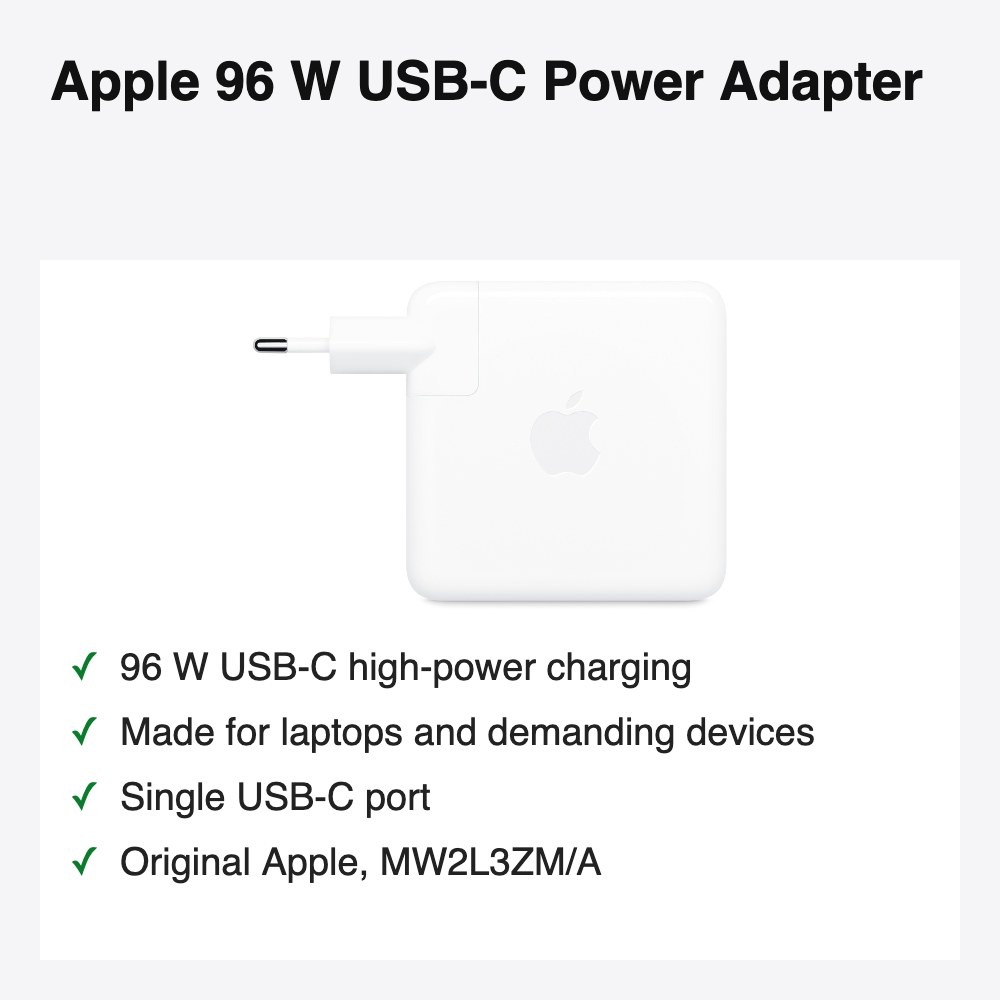 Apple 96 W USB-C Power Adapter
✓ 96 W USB-C high-power charging
✓ Made for laptops and demanding devices
✓ Single USB-C port
✓ Original Apple, MW2L3ZM/A